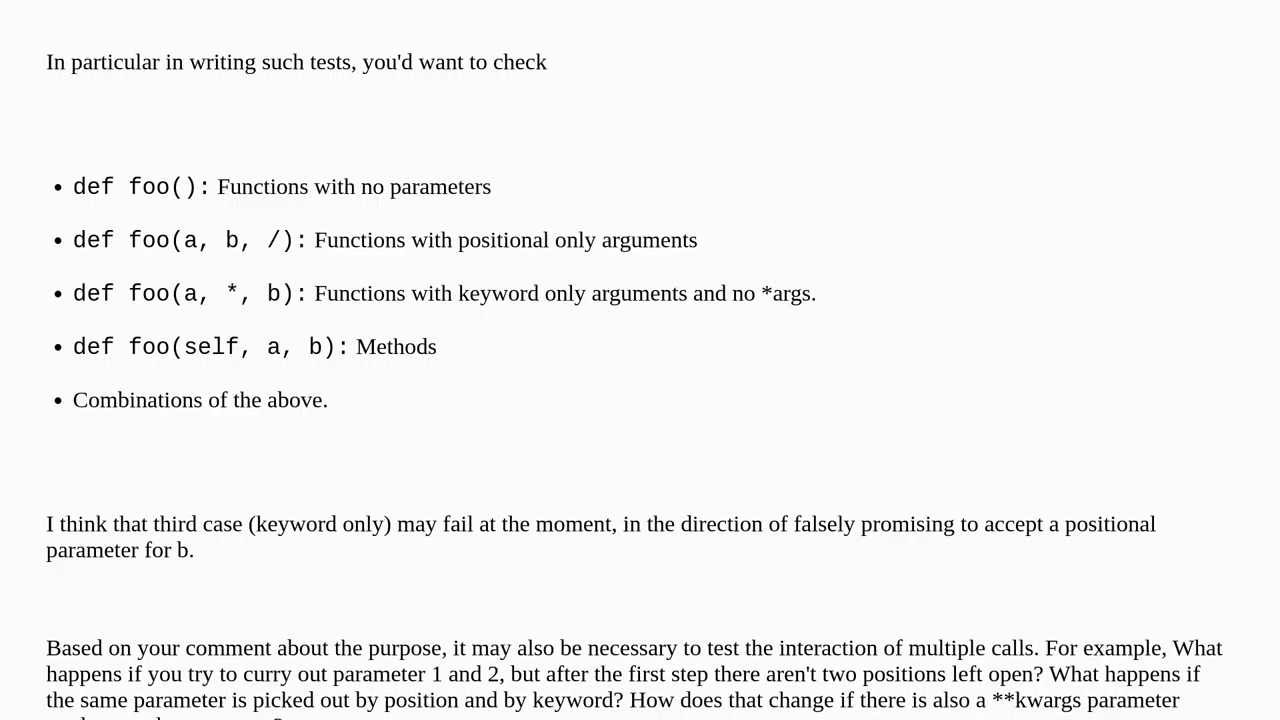 In particular in writing such tests, you'd want to check
• def foo(): Functions with no parameters
• def foo(a, b, /): Functions with positional only arguments
• def foo(a, *, b): Functions with keyword only arguments and no *args.
• def foo(self, a, b): Methods
• Combinations of the above.
I think that third case (keyword only) may fail at the moment, in the direction of falsely promising to accept a positional
parameter for b.
Based on your comment about the purpose, it may also be necessary to test the interaction of multiple calls. For example, What
happens if you try to curry out parameter 1 and 2, but after the first step there aren't two positions left open? What happens if
the same parameter is picked out by position and by keyword? How does that change if there is also a **kwargs parameter